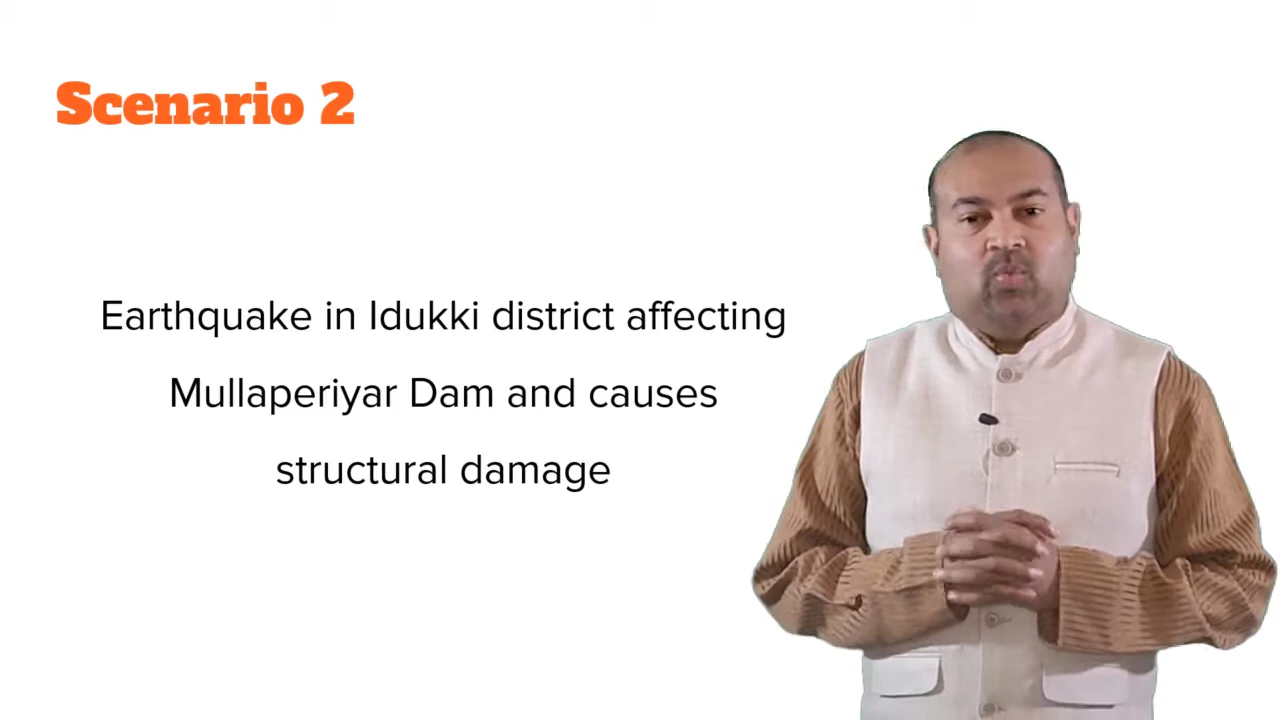 Scenario 2
Earthquake in Idukki district affecting
Mullaperiyar Dam and causes
structural damage